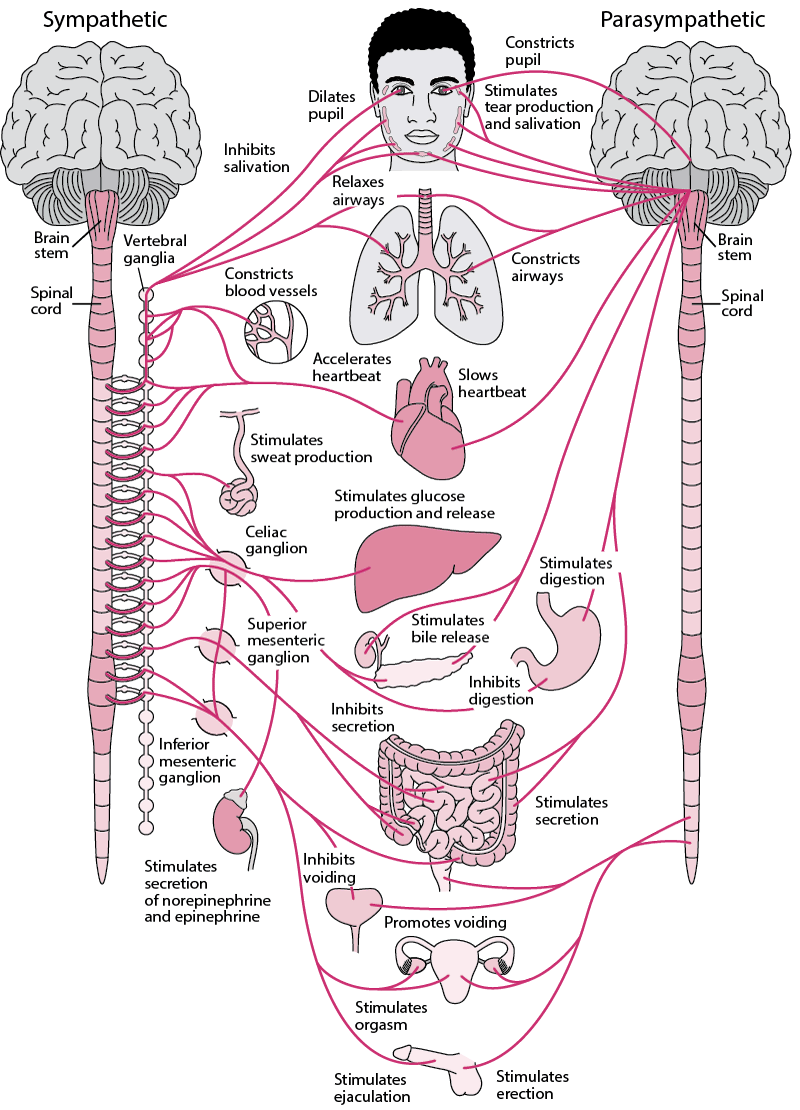 Sympathetic
Parasympathetic
Constricts
pupil
Dilates
pupil
Stimulates
tear production
and salivation
Inhibits
salivation
Relaxes
airways
Brain
stem
Vertebral
ganglia
Brain
stem
Constricts
airways
Constricts
blood vessels
Spinal
cord
Spinal
cord
Accelerates
heartbeat
Slows
heartbeat
Stimulates
sweat production
Stimulates glucose
production and release
Celiac
ganglion
Stimulates
digestion
Superior
mesenteric
ganglion
Stimulates
bile release
Inhibits
digestion
Inhibits
secretion
Inferior
mesenteric
ganglion
Stimulates
secretion
Stimulates
secretion
of norepinephrine
and epinephrine
Inhibits
voiding
Promotes voiding
Stimulates
orgasm
Stimulates
ejaculation
Stimulates
erection